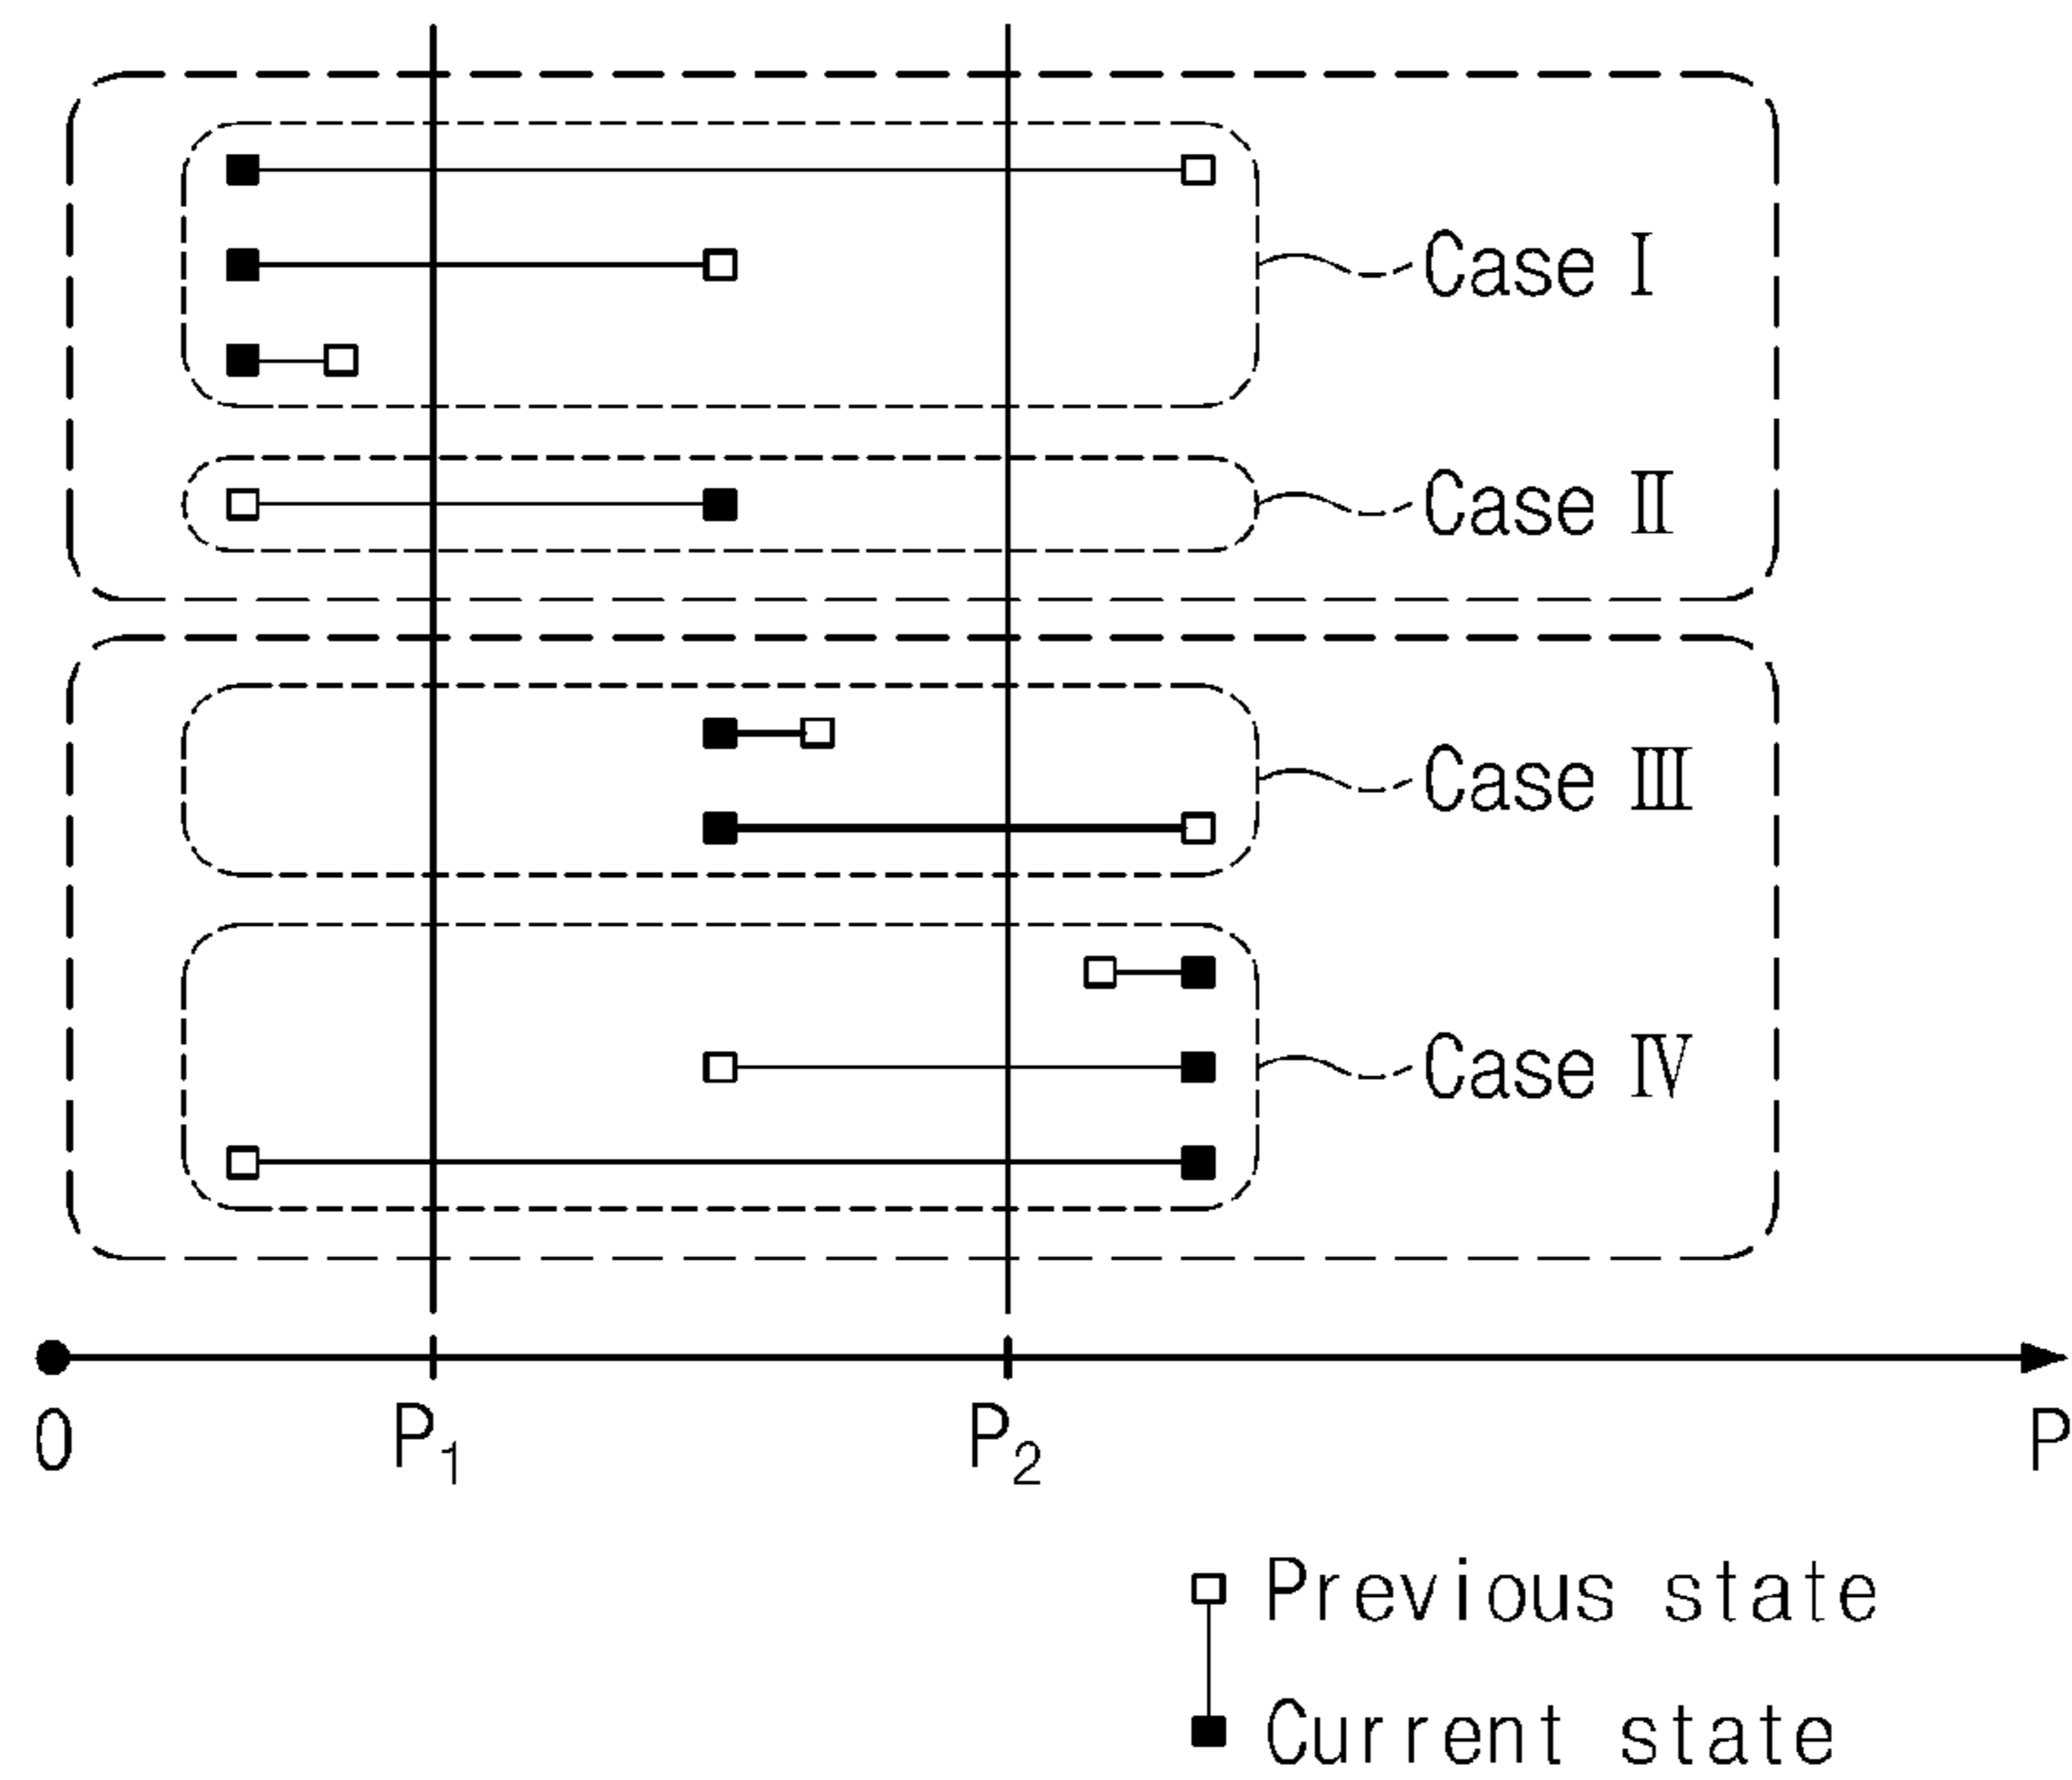 Case Ⅰ
Case Ⅱ
Case Ⅲ
Case Ⅳ
0 P₁ P₂ P
Previous state
Current state